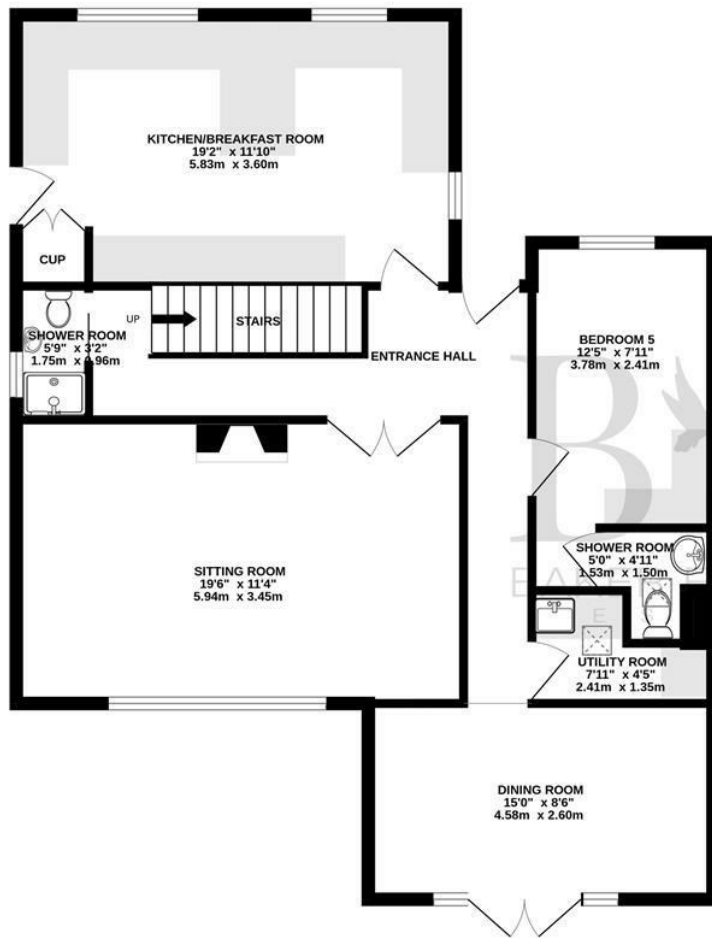 KITCHEN/BREAKFAST ROOM
19'2" x 11'10"
5.83m x 3.60m
CUP
SHOWER ROOM
5'9" x 3'2"
1.75m x 0.96m
UP
STAIRS
ENTRANCE HALL
BEDROOM 5
12'5" x 7'11"
3.78m x 2.41m
B
SHOWER ROOM
5'0" x 4'11"
1.53m x 1.50m
SITTING ROOM
19'6" x 11'4"
5.94m x 3.45m
UTILITY ROOM
7'11" x 4'5"
2.41m x 1.35m
DINING ROOM
15'0" x 8'6"
4.58m x 2.60m